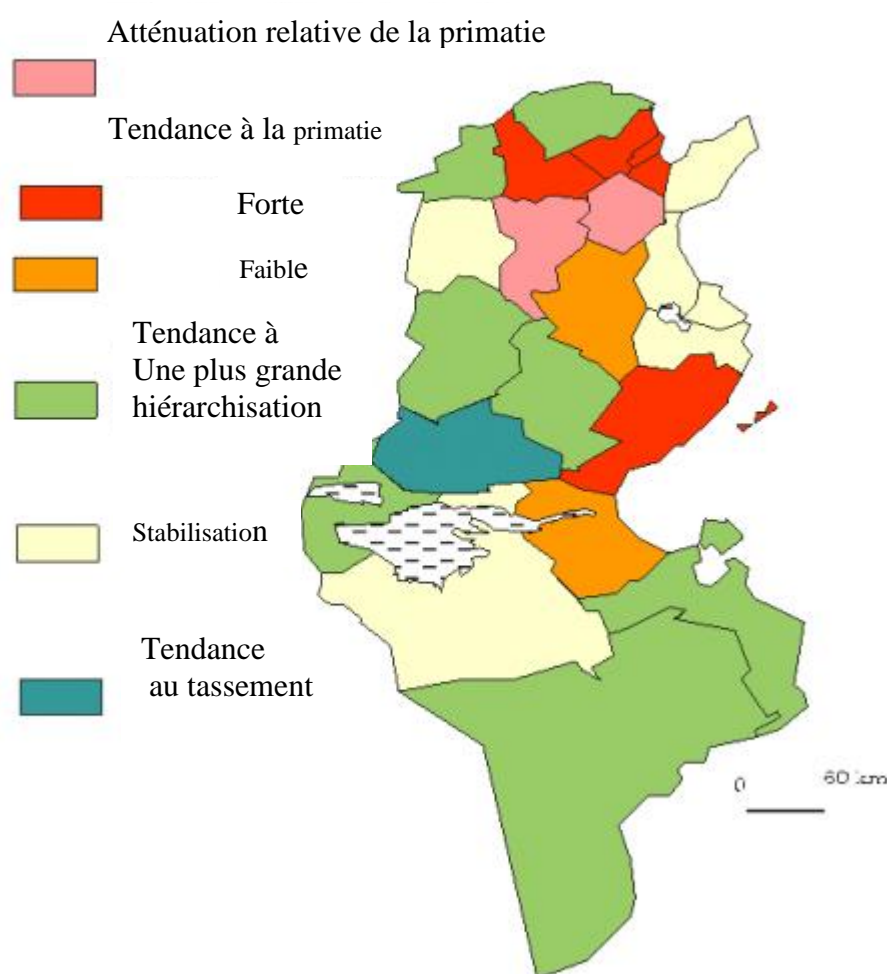 Atténuation relative de la primatie
Tendance à la primatie
Forte
Faible
Tendance à
Une plus grande
hiérarchisation
Stabilisation
Tendance
au tassement
0 60 km